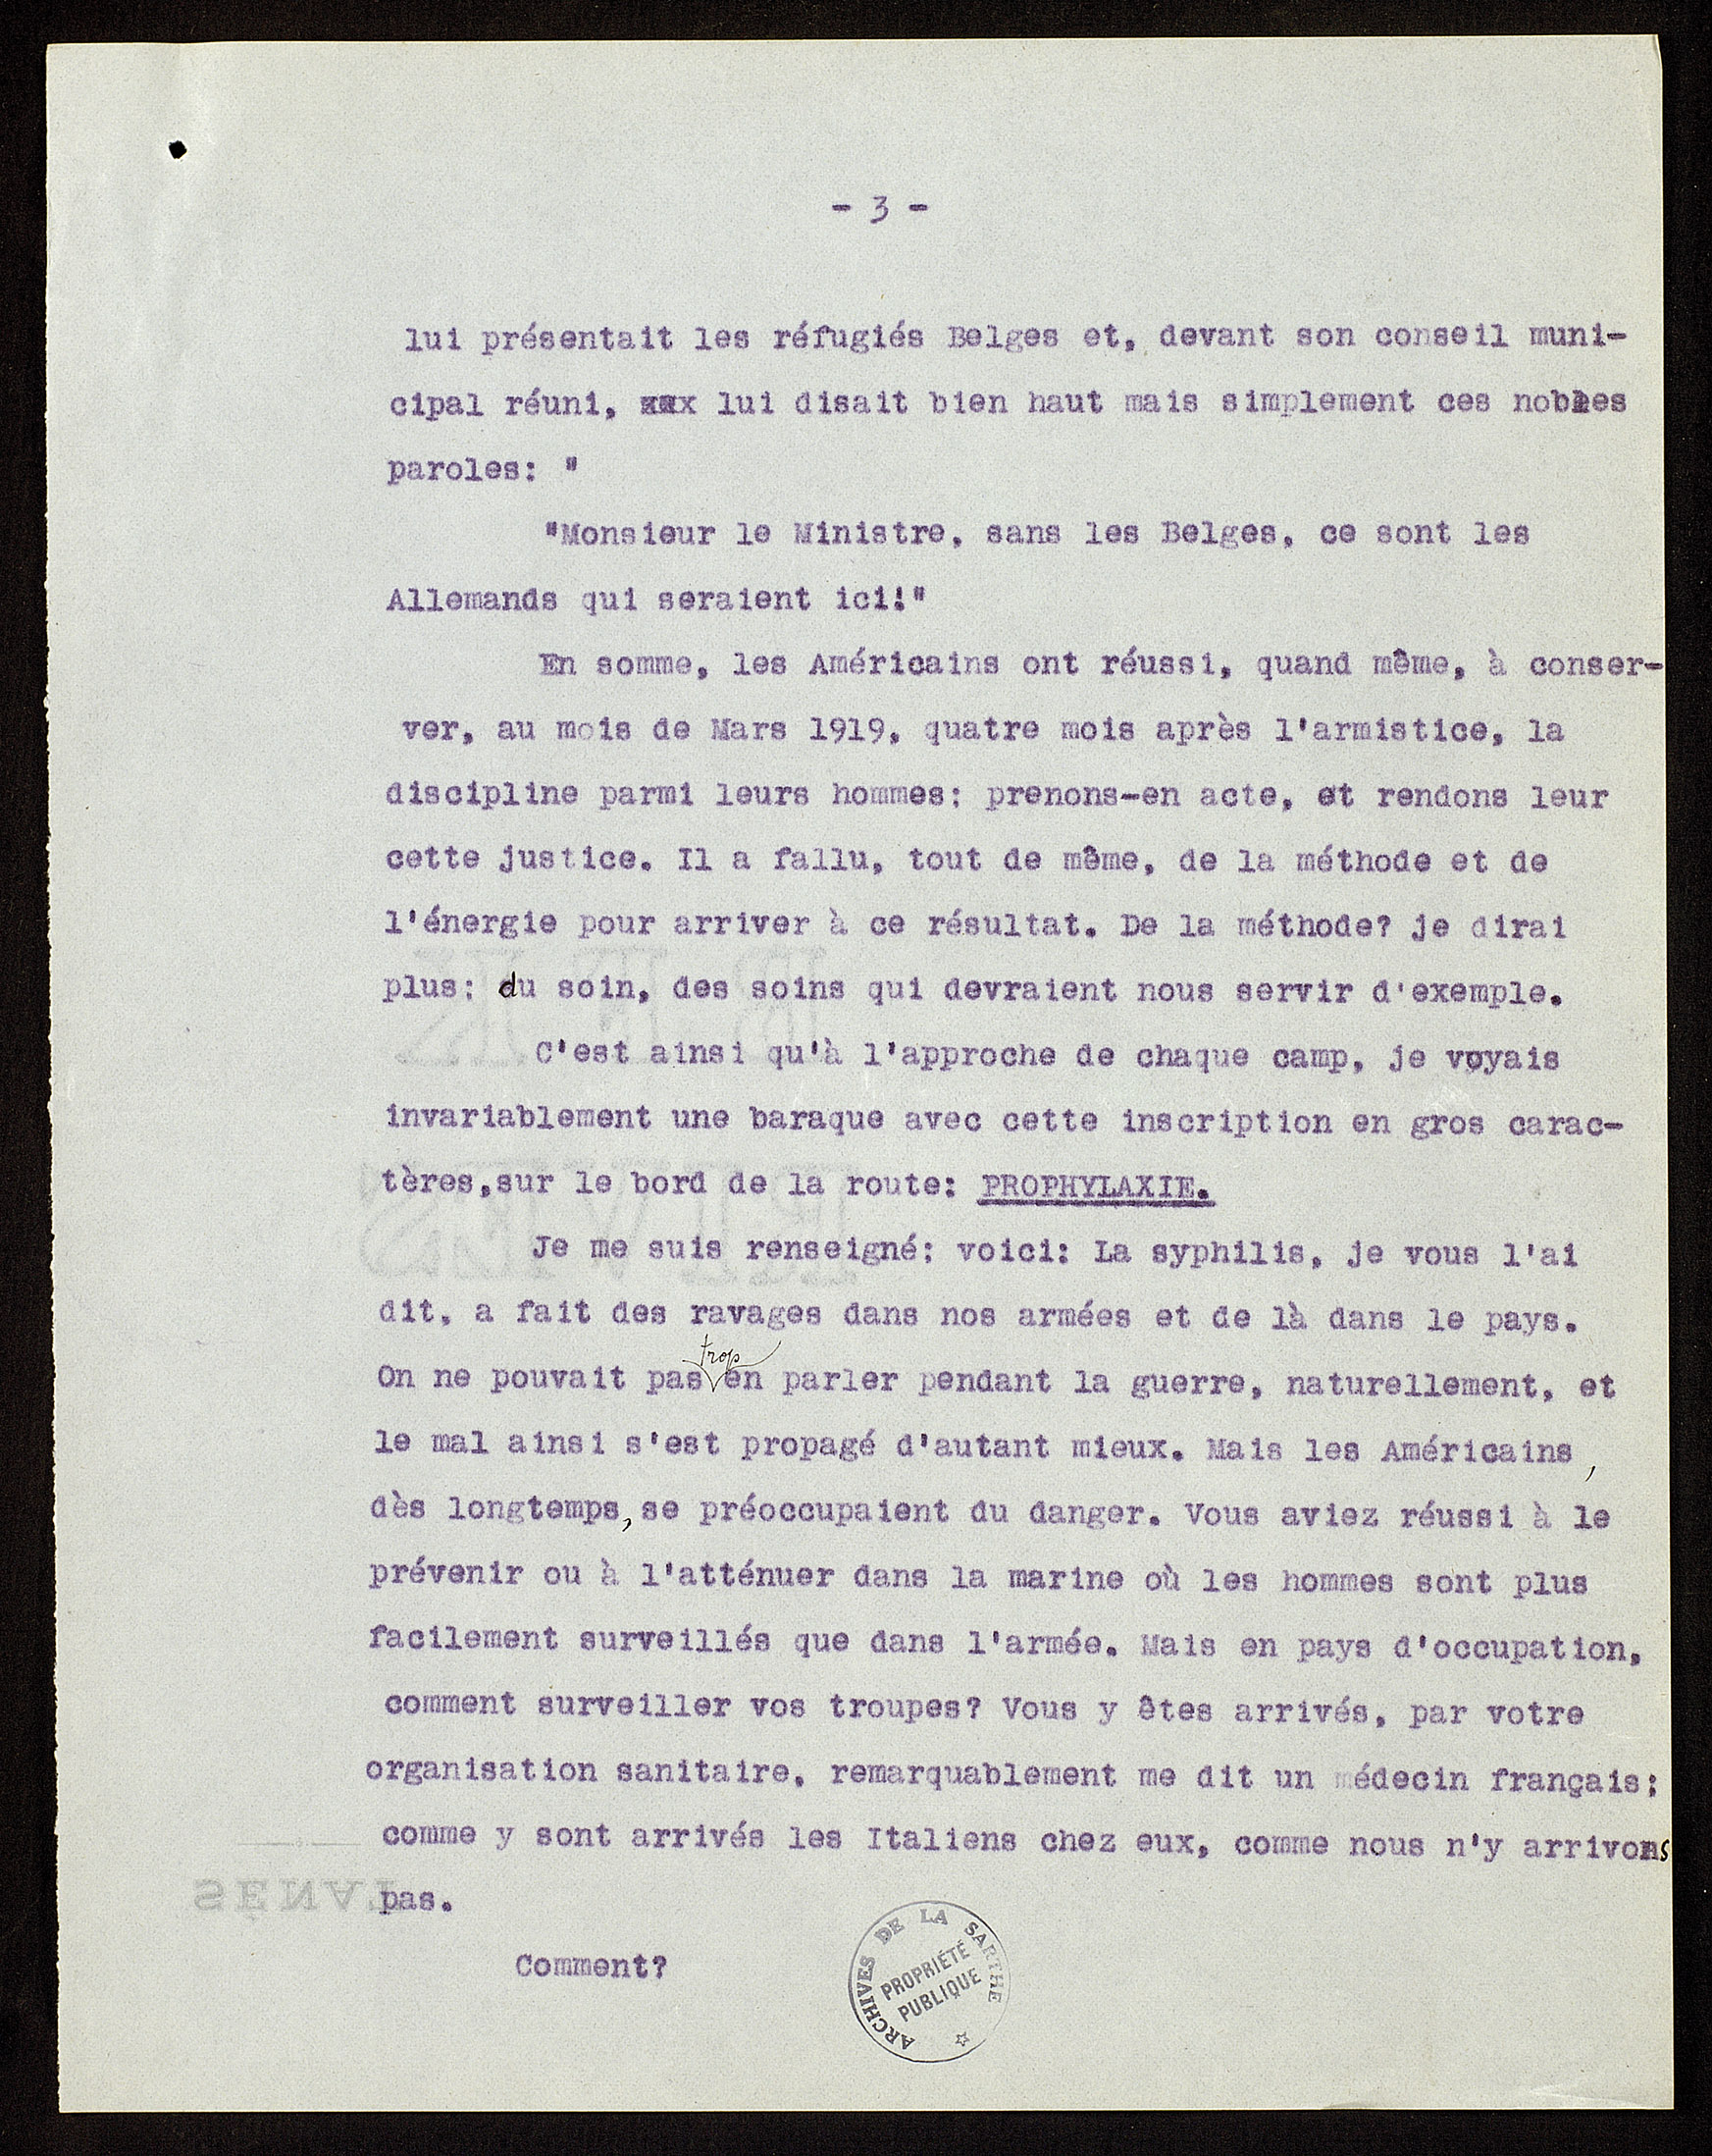 - 3 -
lui présentait les réfugiés Belges et, devant son conseil muni-
cipal réuni, xxx lui disait bien haut mais simplement ces nobles
paroles: "
"Monsieur le Ministre, sans les Belges, ce sont les
Allemands qui seraient ici!"
En somme, les Américains ont réussi, quand même, à conser-
ver, au mois de Mars 1919, quatre mois après l'armistice, la
discipline parmi leurs hommes: prenons-en acte, et rendons leur
cette justice. Il a fallu, tout de même, de la méthode et de
l'énergie pour arriver à ce résultat. De la méthode? je dirai
plus: du soin, des soins qui devraient nous servir d'exemple.
C'est ainsi qu'à l'approche de chaque camp, je voyais
invariablement une baraque avec cette inscription en gros carac-
tères,sur le bord de la route: PROPHYLAXIE.
Je me suis renseigné: voici: La syphilis, je vous l'ai
dit, a fait des ravages dans nos armées et de là dans le pays.
On ne pouvait pas trop en parler pendant la guerre, naturellement, et
le mal ainsi s'est propagé d'autant mieux. Mais les Américains,
dès longtemps, se préoccupaient du danger. Vous aviez réussi à le
prévenir ou à l'atténuer dans la marine où les hommes sont plus
facilement surveillés que dans l'armée. Mais en pays d'occupation,
comment surveiller vos troupes? Vous y êtes arrivés, par votre
organisation sanitaire, remarquablement me dit un médecin français;
comme y sont arrivés les Italiens chez eux, comme nous n'y arrivons
pas.
SÉNAT
Comment?
ARCHIVES DE LA SARTHE
PROPRIÉTÉ
PUBLIQUE